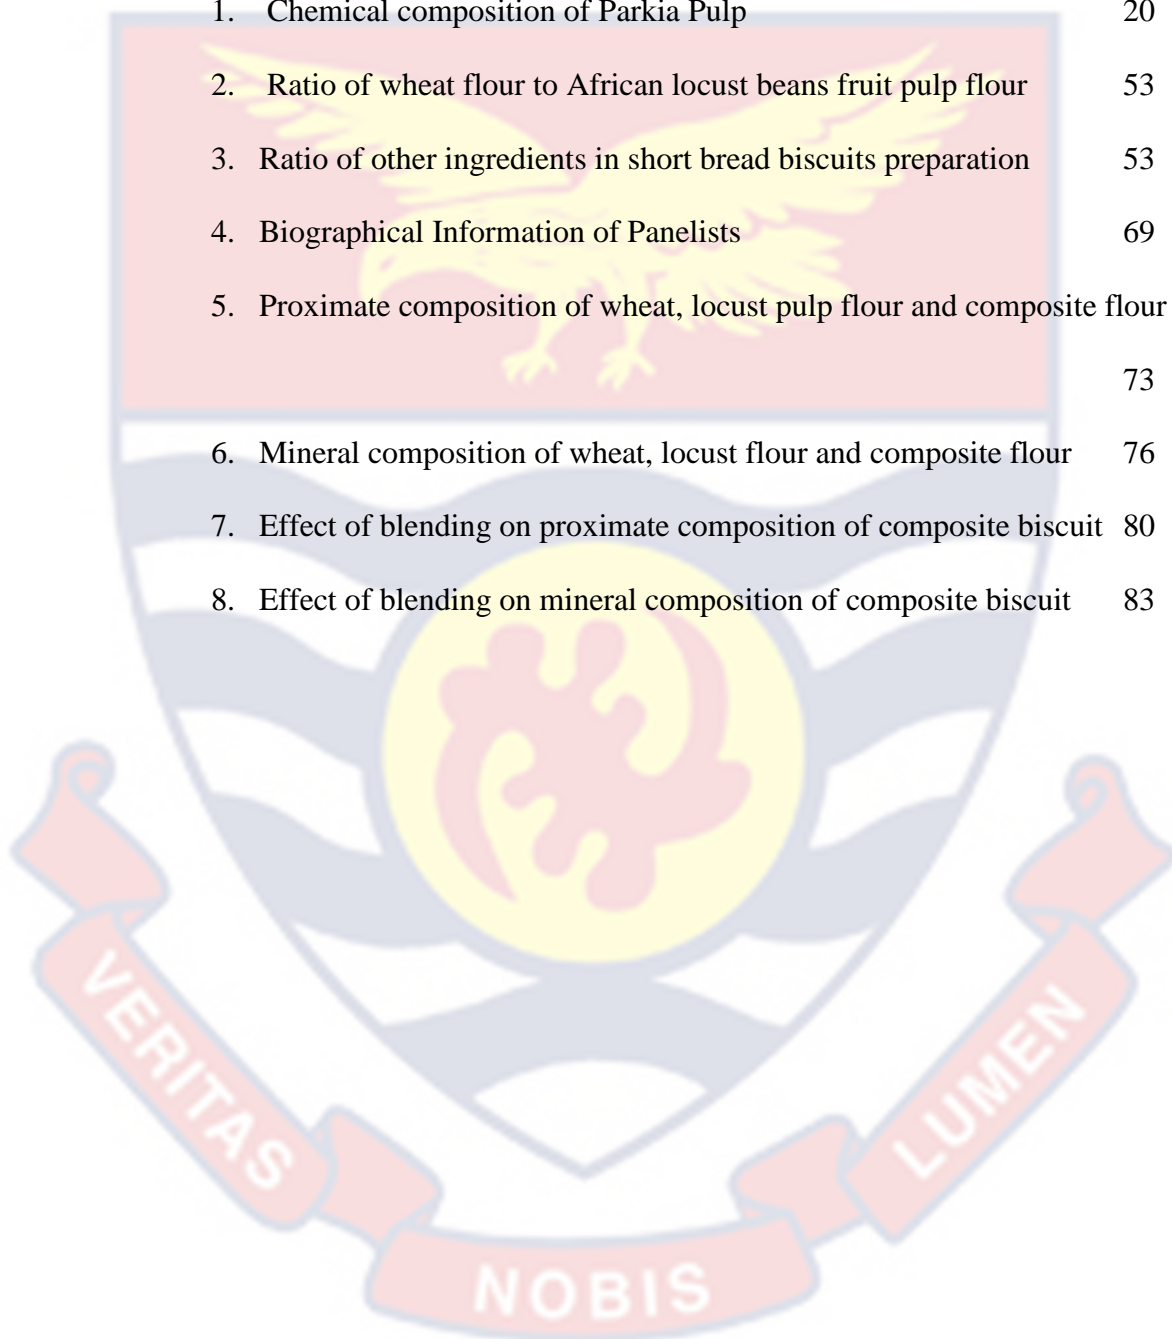 1. Chemical composition of Parkia Pulp 20
2. Ratio of wheat flour to African locust beans fruit pulp flour 53
3. Ratio of other ingredients in short bread biscuits preparation 53
4. Biographical Information of Panelists 69
5. Proximate composition of wheat, locust pulp flour and composite flour
73
6. Mineral composition of wheat, locust flour and composite flour 76
7. Effect of blending on proximate composition of composite biscuit 80
8. Effect of blending on mineral composition of composite biscuit 83
VERITAS
NOBIS
LUMEN